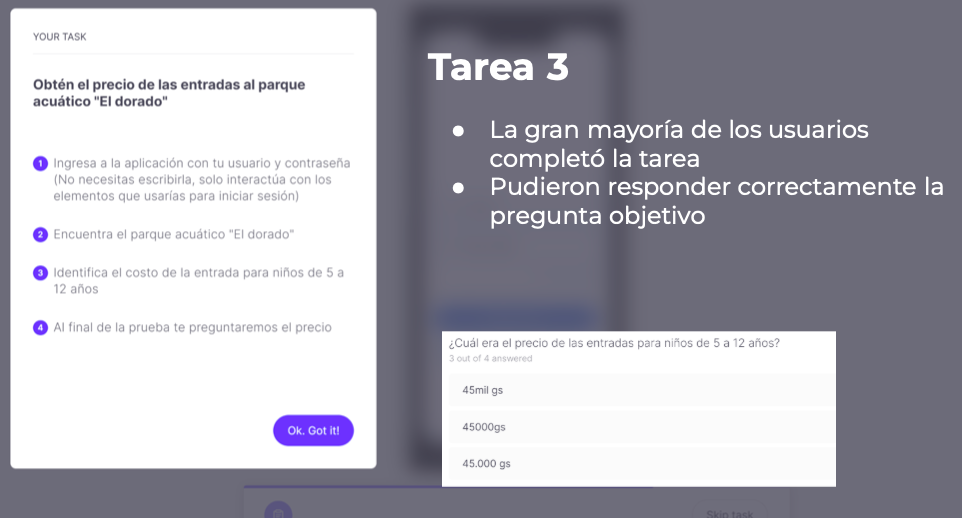 YOUR TASK
Obtén el precio de las entradas al parque
acuático "El dorado"
1 Ingresa a la aplicación con tu usuario y contraseña
(No necesitas escribirla, solo interactúa con los
elementos que usarías para iniciar sesión)
2 Encuentra el parque acuático "El dorado"
3 Identifica el costo de la entrada para niños de 5 a
12 años
4 Al final de la prueba te preguntaremos el precio
Ok. Got it!
Tarea 3
● La gran mayoría de los usuarios
completó la tarea
● Pudieron responder correctamente la
pregunta objetivo
¿Cuál era el precio de las entradas para niños de 5 a 12 años?
3 out of 4 answered
45mil gs
45000gs
45.000 gs
Skip task